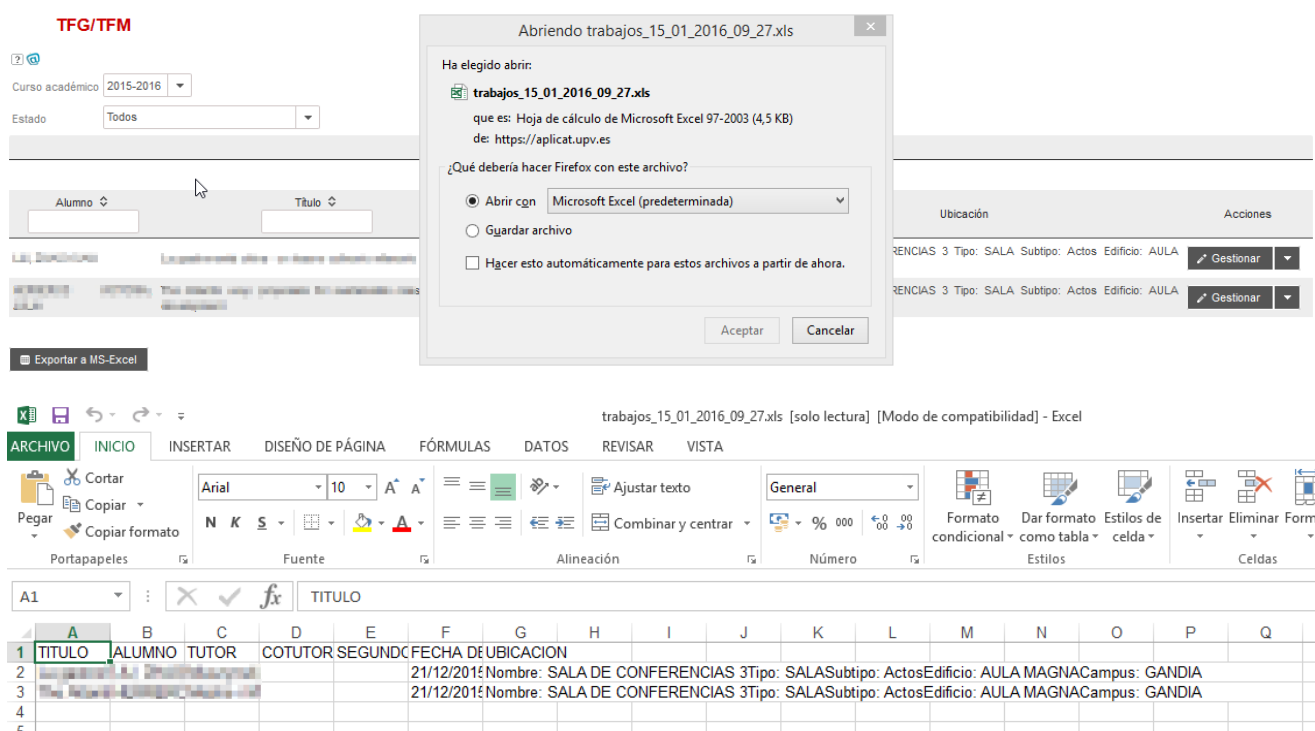 TFG/TFM
Curso académico 2015-2016
Estado Todos
Alumno Título Ubicación Acciones
RENCIAS 3 Tipo: SALA Subtipo: Actos Edificio: AULA Gestionar
RENCIAS 3 Tipo: SALA Subtipo: Actos Edificio: AULA Gestionar
Exportar a MS-Excel
Abriendo trabajos_15_01_2016_09_27.xls
Ha elegido abrir:
trabajos_15_01_2016_09_27.xls
que es: Hoja de cálculo de Microsoft Excel 97-2003 (4,5 KB)
de: https://aplicat.upv.es
¿Qué debería hacer Firefox con este archivo?
Abrir con Microsoft Excel (predeterminada)
Guardar archivo
Hacer esto automáticamente para estos archivos a partir de ahora.
Aceptar Cancelar
trabajos_15_01_2016_09_27.xls [solo lectura] [Modo de compatibilidad] - Excel
ARCHIVO INICIO INSERTAR DISEÑO DE PÁGINA FÓRMULAS DATOS REVISAR VISTA
Pegar Cortar Copiar Copiar formato
Arial 10
N K S
Ajustar texto
Combinar y centrar
General
% 000
Formato condicional Dar formato como tabla Estilos de celda
Insertar Eliminar Form
Portapapeles Fuente Alineación Número Estilos Celdas
A1 fx TITULO
A B C D E F G H I J K L M N O P Q
1 TITULO ALUMNO TUTOR COTUTOR SEGUNDO FECHA DE UBICACION
2 21/12/2015 Nombre: SALA DE CONFERENCIAS 3Tipo: SALASubtipo: ActosEdificio: AULA MAGNACampus: GANDIA
3 21/12/2015 Nombre: SALA DE CONFERENCIAS 3Tipo: SALASubtipo: ActosEdificio: AULA MAGNACampus: GANDIA
4
5